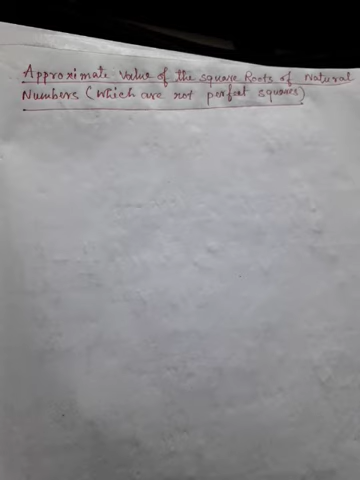 Approximate Value of the square Roots of Natural
Numbers (which are not perfect squares)